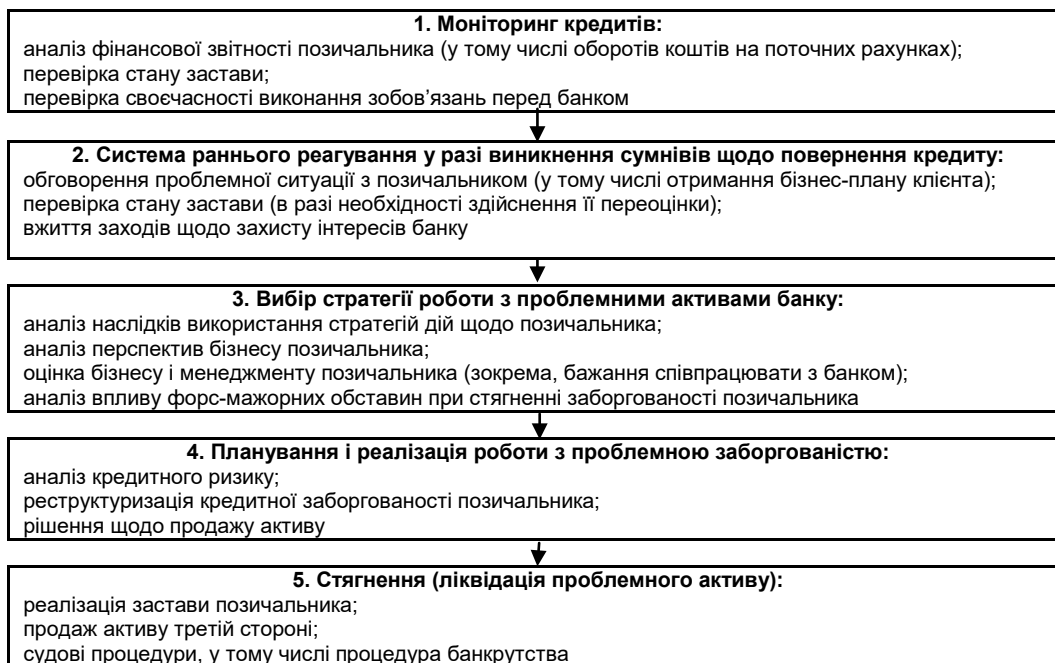 1. Моніторинг кредитів:
аналіз фінансової звітності позичальника (у тому числі оборотів коштів на поточних рахунках);
перевірка стану застави;
перевірка своєчасності виконання зобов’язань перед банком
2. Система раннього реагування у разі виникнення сумнівів щодо повернення кредиту:
обговорення проблемної ситуації з позичальником (у тому числі отримання бізнес-плану клієнта);
перевірка стану застави (в разі необхідності здійснення її переоцінки);
вжиття заходів щодо захисту інтересів банку
3. Вибір стратегії роботи з проблемними активами банку:
аналіз наслідків використання стратегій дій щодо позичальника;
аналіз перспектив бізнесу позичальника;
оцінка бізнесу і менеджменту позичальника (зокрема, бажання співпрацювати з банком);
аналіз впливу форс-мажорних обставин при стягненні заборгованості позичальника
4. Планування і реалізація роботи з проблемною заборгованістю:
аналіз кредитного ризику;
реструктуризація кредитної заборгованості позичальника;
рішення щодо продажу активу
5. Стягнення (ліквідація проблемного активу):
реалізація застави позичальника;
продаж активу третій стороні;
судові процедури, у тому числі процедура банкрутства